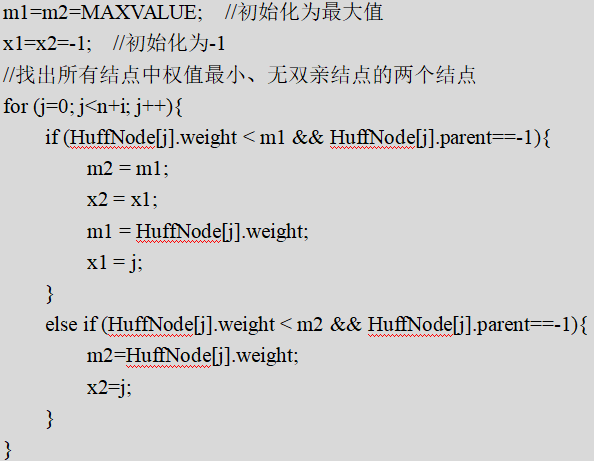 m1=m2=MAXVALUE;   //初始化为最大值
x1=x2=-1;   //初始化为-1
//找出所有结点中权值最小、无双亲结点的两个结点
for (j=0; j<n+i; j++){
if (HuffNode[j].weight < m1 && HuffNode[j].parent==-1){
m2 = m1;
x2 = x1;
m1 = HuffNode[j].weight;
x1 = j;
}
else if (HuffNode[j].weight < m2 && HuffNode[j].parent==-1){
m2=HuffNode[j].weight;
x2=j;
}
}